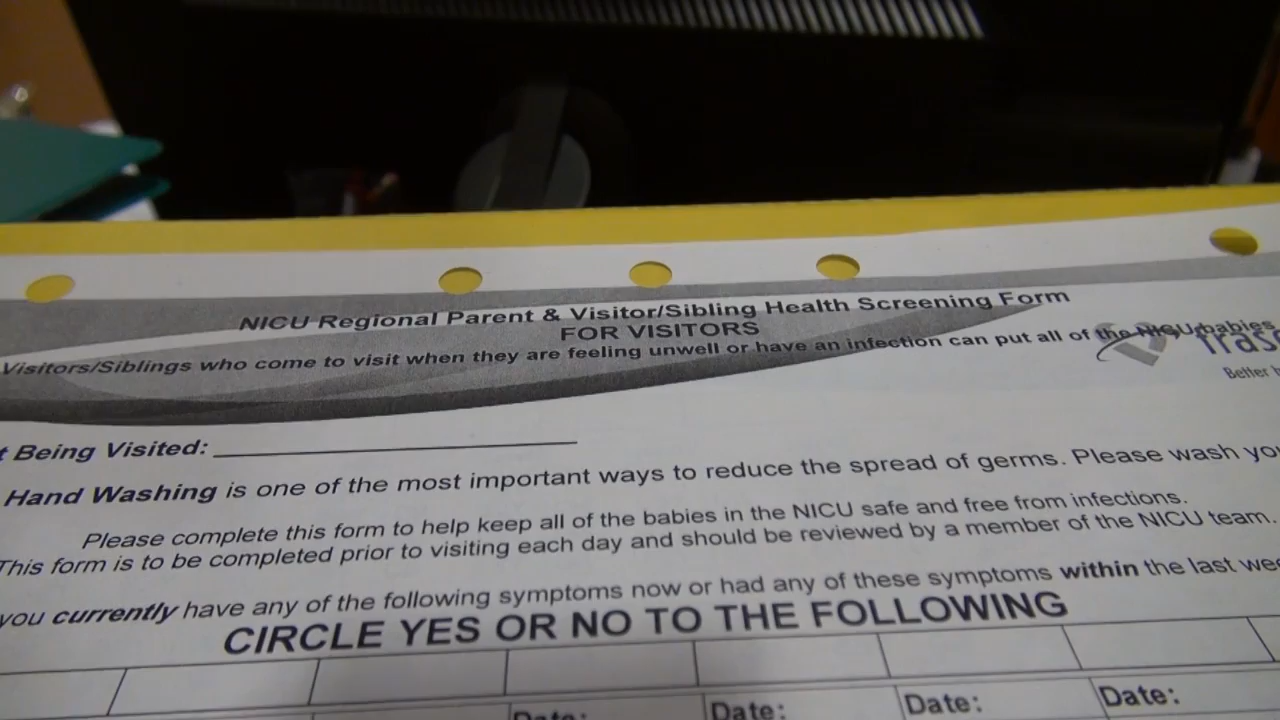 NICU Regional Parent & Visitor/Sibling Health Screening Form
FOR VISITORS
Visitors/Siblings who come to visit when they are feeling unwell or have an infection can put all of the NICU babies
frase
Better h
t Being Visited:
Hand Washing is one of the most important ways to reduce the spread of germs. Please wash you
Please complete this form to help keep all of the babies in the NICU safe and free from infections.
This form is to be completed prior to visiting each day and should be reviewed by a member of the NICU team.
you currently have any of the following symptoms now or had any of these symptoms within the last wee
CIRCLE YES OR NO TO THE FOLLOWING
Date: Date: Date: Date: